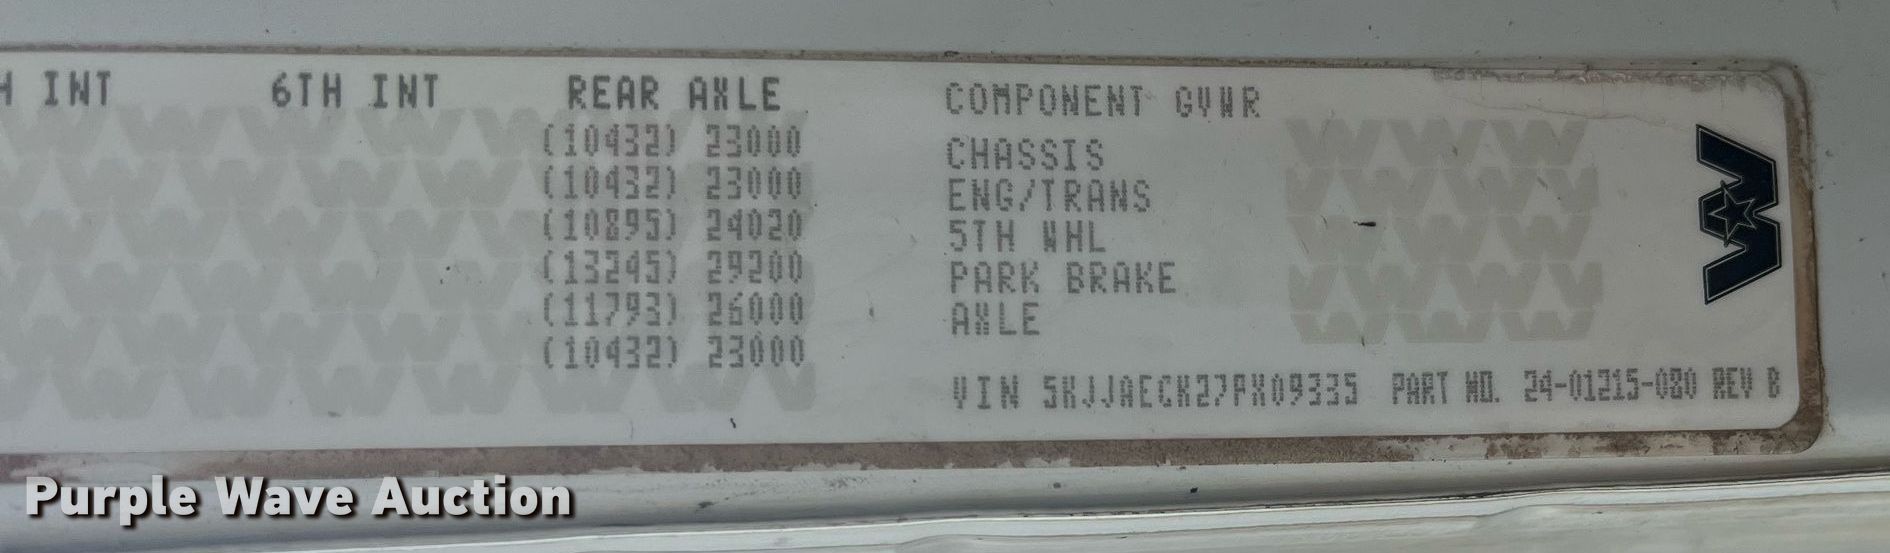 H INT 6TH INT REAR AXLE COMPONENT GVWR
(10432) 23000 CHASSIS
(10432) 23000 ENG/TRANS
(10895) 24020 5TH WHL
(13245) 29200 PARK BRAKE
(11793) 26000 AXLE
(10432) 23000
VIN 5KJJAECK27PX09335 PART NO. 24-01215-080 REV B
Purple Wave Auction